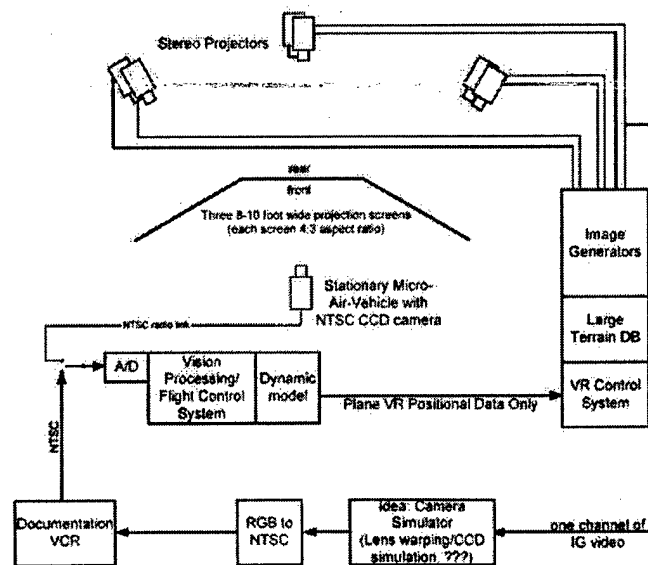 Stereo Projectors
rear
front
Three 8-10 foot wide projection screens
(each screen 4:3 aspect ratio)
Image
Generators
Stationary Micro-
Air-Vehicle with
NTSC CCD camera
NTSC radio link
Large
Terrain DB
A/D
Vision
Processing/
Flight Control
System
Dynamic
model
VR Control
System
Plane VR Positional Data Only
NTSC
Documentation
VCR
RGB to
NTSC
Idea: Camera
Simulator
(Lens warping/CCD
simulation, ???)
one channel of
IG video